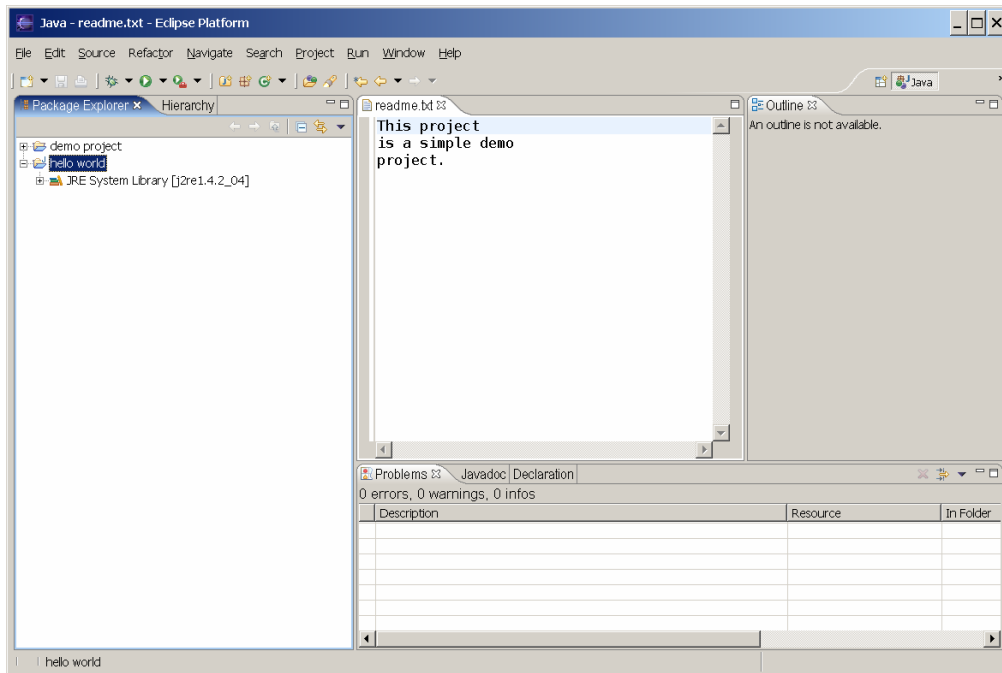 Java - readme.txt - Eclipse Platform
File Edit Source Refactor Navigate Search Project Run Window Help
Java
Package Explorer Hierarchy
demo project
hello world
JRE System Library [j2re1.4.2_04]
readme.txt
This project
is a simple demo
project.
Outline
An outline is not available.
Problems Javadoc Declaration
0 errors, 0 warnings, 0 infos
Description Resource In Folder
hello world